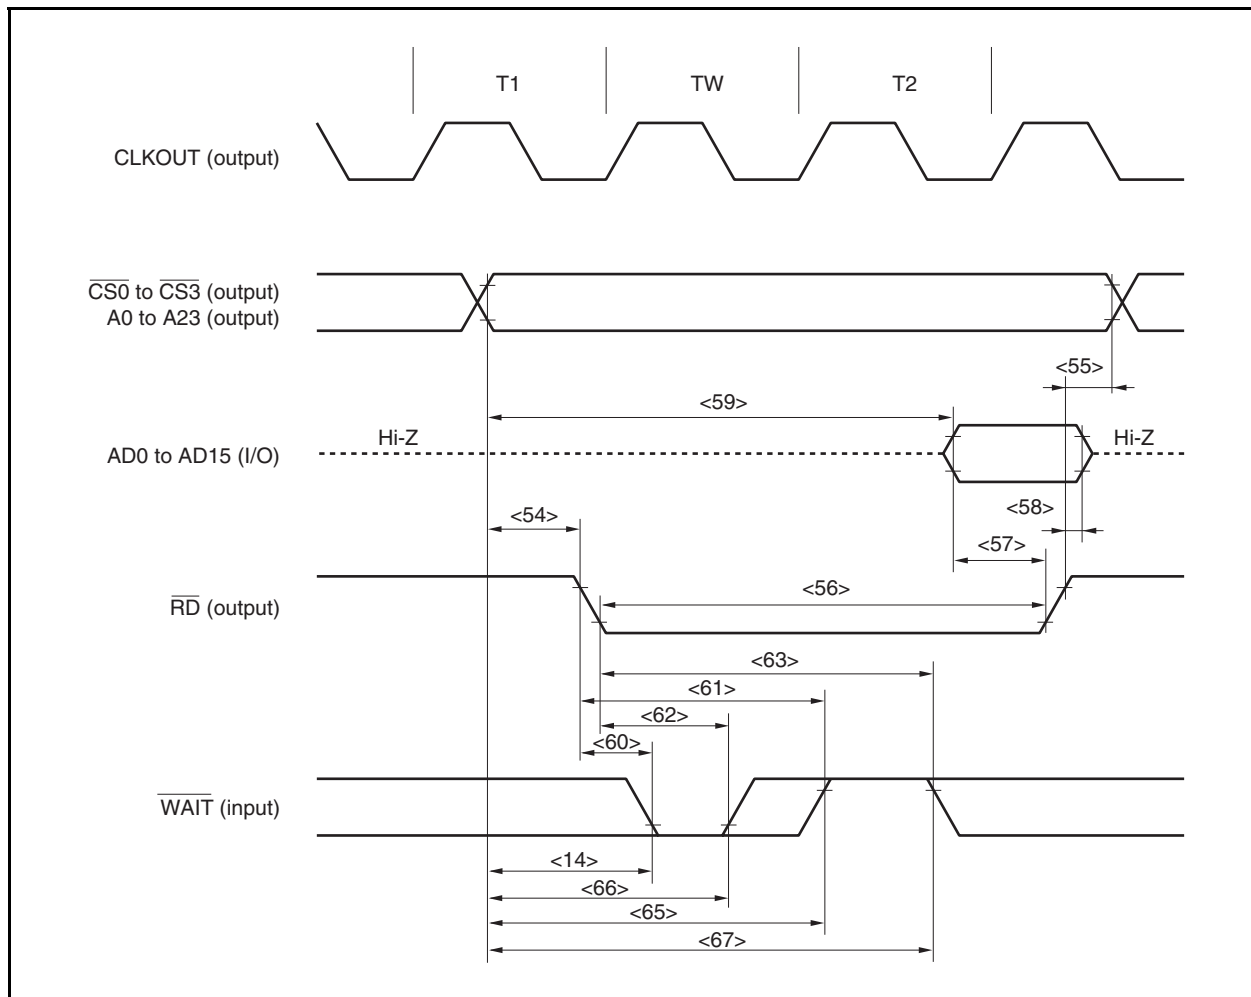 T1 TW T2
CLKOUT (output)
CS0 to CS3 (output)
A0 to A23 (output)
<55>
<59>
Hi-Z Hi-Z
AD0 to AD15 (I/O)
<58>
<54>
<57>
<56>
RD (output)
<63>
<61>
<62>
<60>
WAIT (input)
<14>
<66>
<65>
<67>